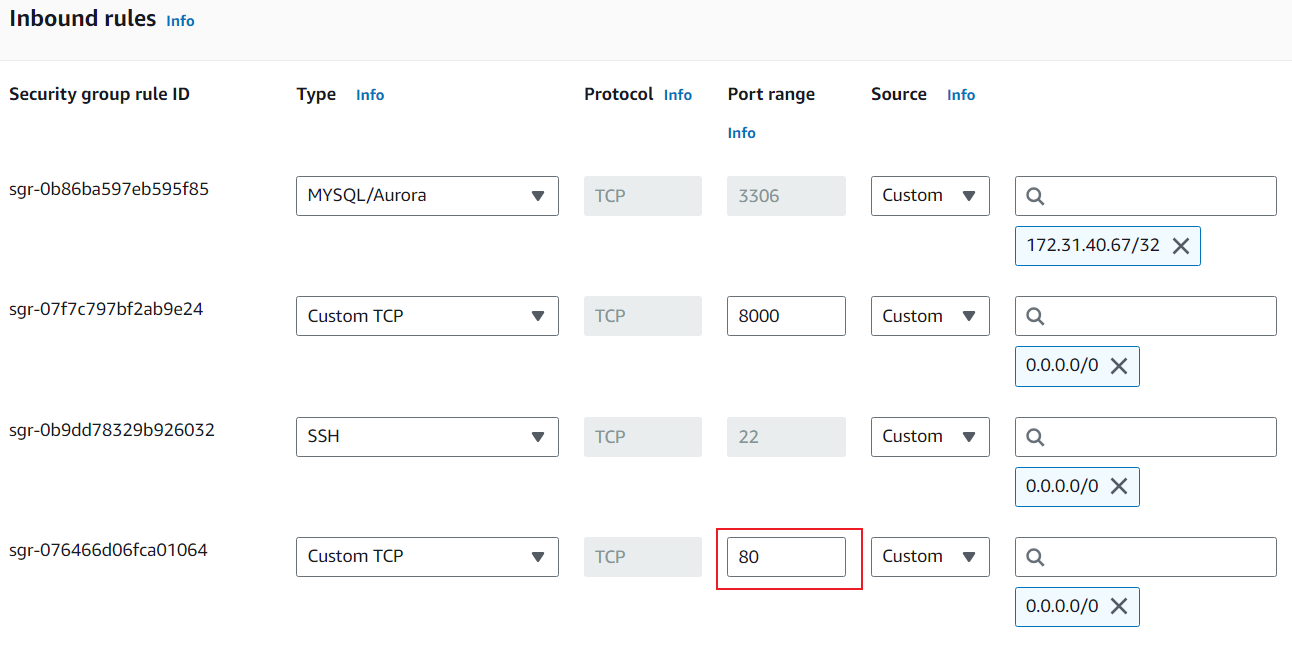 Inbound rules Info
Security group rule ID Type Info Protocol Info Port range Source Info
Info
sgr-0b86ba597eb595f85 MYSQL/Aurora TCP 3306 Custom
172.31.40.67/32
sgr-07f7c797bf2ab9e24 Custom TCP TCP 8000 Custom
0.0.0.0/0
sgr-0b9dd78329b926032 SSH TCP 22 Custom
0.0.0.0/0
sgr-076466d06fca01064 Custom TCP TCP 80 Custom
0.0.0.0/0